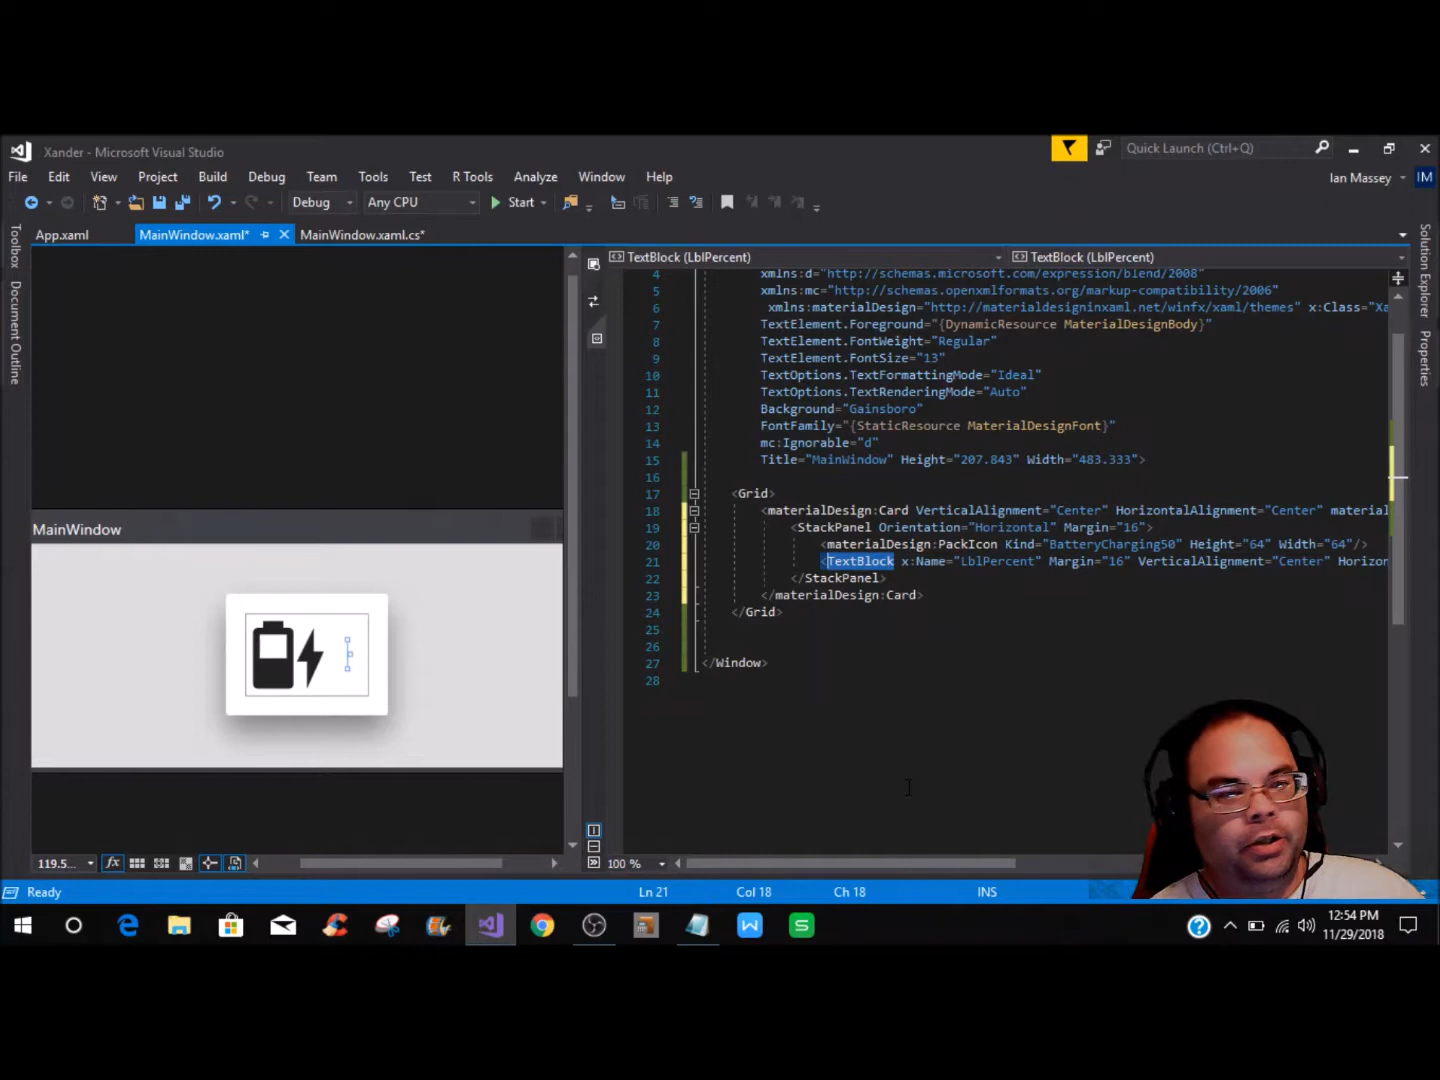 Xander - Microsoft Visual Studio
Quick Launch (Ctrl+Q)
File Edit View Project Build Debug Team Tools Test R Tools Analyze Window Help
Ian Massey IM
Debug Any CPU Start
App.xaml MainWindow.xaml* MainWindow.xaml.cs*
Toolbox
Document Outline
Solution Explorer
Properties
TextBlock (LblPercent) TextBlock (LblPercent)
4 xmlns:d="http://schemas.microsoft.com/expression/blend/2008"
5 xmlns:mc="http://schemas.openxmlformats.org/markup-compatibility/2006"
6 xmlns:materialDesign="http://materialdesigninxaml.net/winfx/xaml/themes" x:Class="Xa
7 TextElement.Foreground="{DynamicResource MaterialDesignBody}"
8 TextElement.FontWeight="Regular"
9 TextElement.FontSize="13"
10 TextOptions.TextFormattingMode="Ideal"
11 TextOptions.TextRenderingMode="Auto"
12 Background="Gainsboro"
13 FontFamily="{StaticResource MaterialDesignFont}"
14 mc:Ignorable="d"
15 Title="MainWindow" Height="207.843" Width="483.333">
16
17 <Grid>
18 <materialDesign:Card VerticalAlignment="Center" HorizontalAlignment="Center" material
19 <StackPanel Orientation="Horizontal" Margin="16">
20 <materialDesign:PackIcon Kind="BatteryCharging50" Height="64" Width="64"/>
21 <TextBlock x:Name="LblPercent" Margin="16" VerticalAlignment="Center" Horizon
22 </StackPanel>
23 </materialDesign:Card>
24 </Grid>
25
26
27 </Window>
28
MainWindow
119.5... fx
100 %
Ready Ln 21 Col 18 Ch 18 INS
12:54 PM
11/29/2018